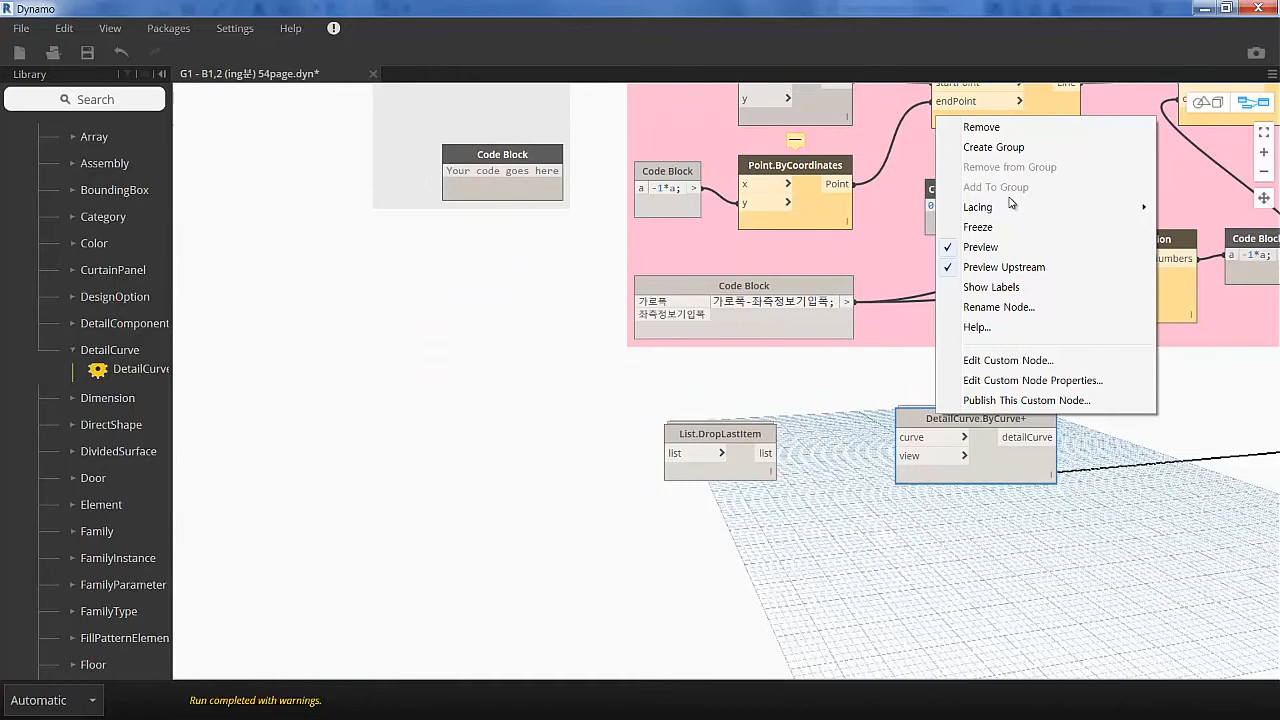 Dynamo
File Edit View Packages Settings Help
Library
G1 - B1,2 (ing분) 54page.dyn*
Search
Array
Assembly
BoundingBox
Category
Color
CurtainPanel
DesignOption
DetailComponent
DetailCurve
DetailCurve
Dimension
DirectShape
DividedSurface
Door
Element
Family
FamilyInstance
FamilyParameter
FamilyType
FillPatternElemen
Floor
Code Block
Your code goes here
y >
Code Block
a -1*a; >
Point.ByCoordinates
x > Point
y >
endPoint > Line
Code Block
가로폭 가로폭-좌측정보기입폭; >
좌측정보기입폭
Remove
Create Group
Remove from Group
Add To Group
Lacing
Freeze
Preview
Preview Upstream
Show Labels
Rename Node...
Help...
Edit Custom Node...
Edit Custom Node Properties...
Publish This Custom Node...
ion
umbers
Code Bloc
a -1*a;
List.DropLastItem
list > list
DetailCurve.ByCurve+
curve > detailCurve
view >
Automatic
Run completed with warnings.